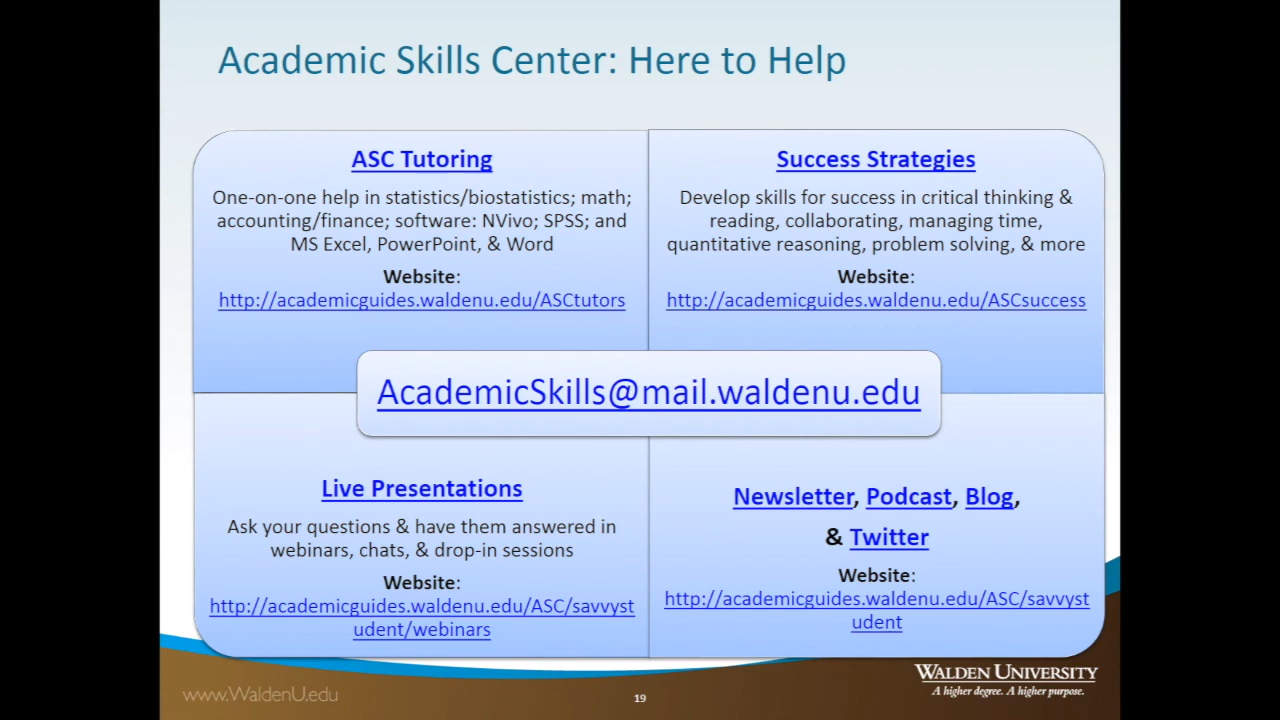 Academic Skills Center: Here to Help
ASC Tutoring
One-on-one help in statistics/biostatistics; math;
accounting/finance; software: NVivo; SPSS; and
MS Excel, PowerPoint, & Word
Website:
http://academicguides.waldenu.edu/ASCtutors
Success Strategies
Develop skills for success in critical thinking &
reading, collaborating, managing time,
quantitative reasoning, problem solving, & more
Website:
http://academicguides.waldenu.edu/ASCsuccess
AcademicSkills@mail.waldenu.edu
Live Presentations
Ask your questions & have them answered in
webinars, chats, & drop-in sessions
Website:
http://academicguides.waldenu.edu/ASC/savvyst
udent/webinars
Newsletter, Podcast, Blog,
& Twitter
Website:
http://academicguides.waldenu.edu/ASC/savvyst
udent
www.WaldenU.edu
19
WALDEN UNIVERSITY
A higher degree. A higher purpose.